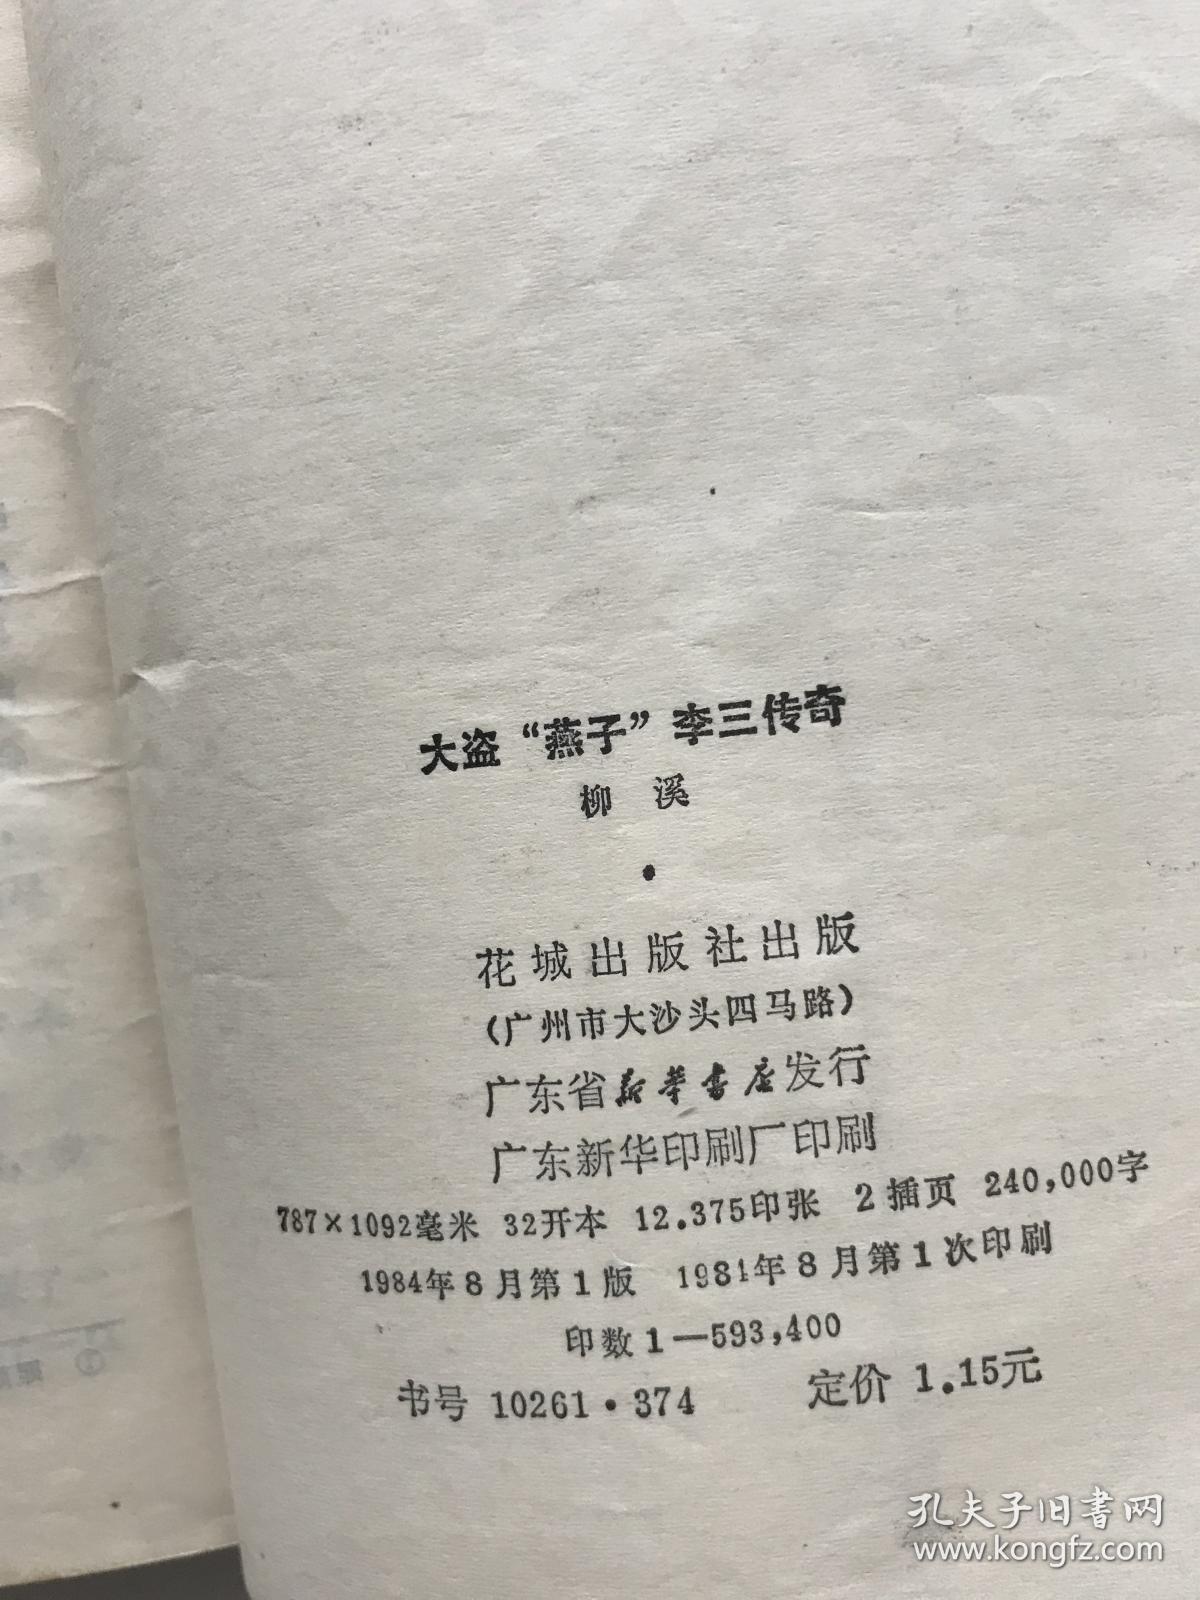 大盗“燕子”李三传奇
柳 溪
•
花城出版社出版
(广州市大沙头四马路)
广东省新华書店发行
广东新华印刷厂印刷
787×1092毫米 32开本 12.375印张 2插页 240,000字
1984年8月第1版 1984年8月第1次印刷
印数1—593,400
书号 10261·374 定价 1.15元
孔夫子旧書网
www.kongfz.com